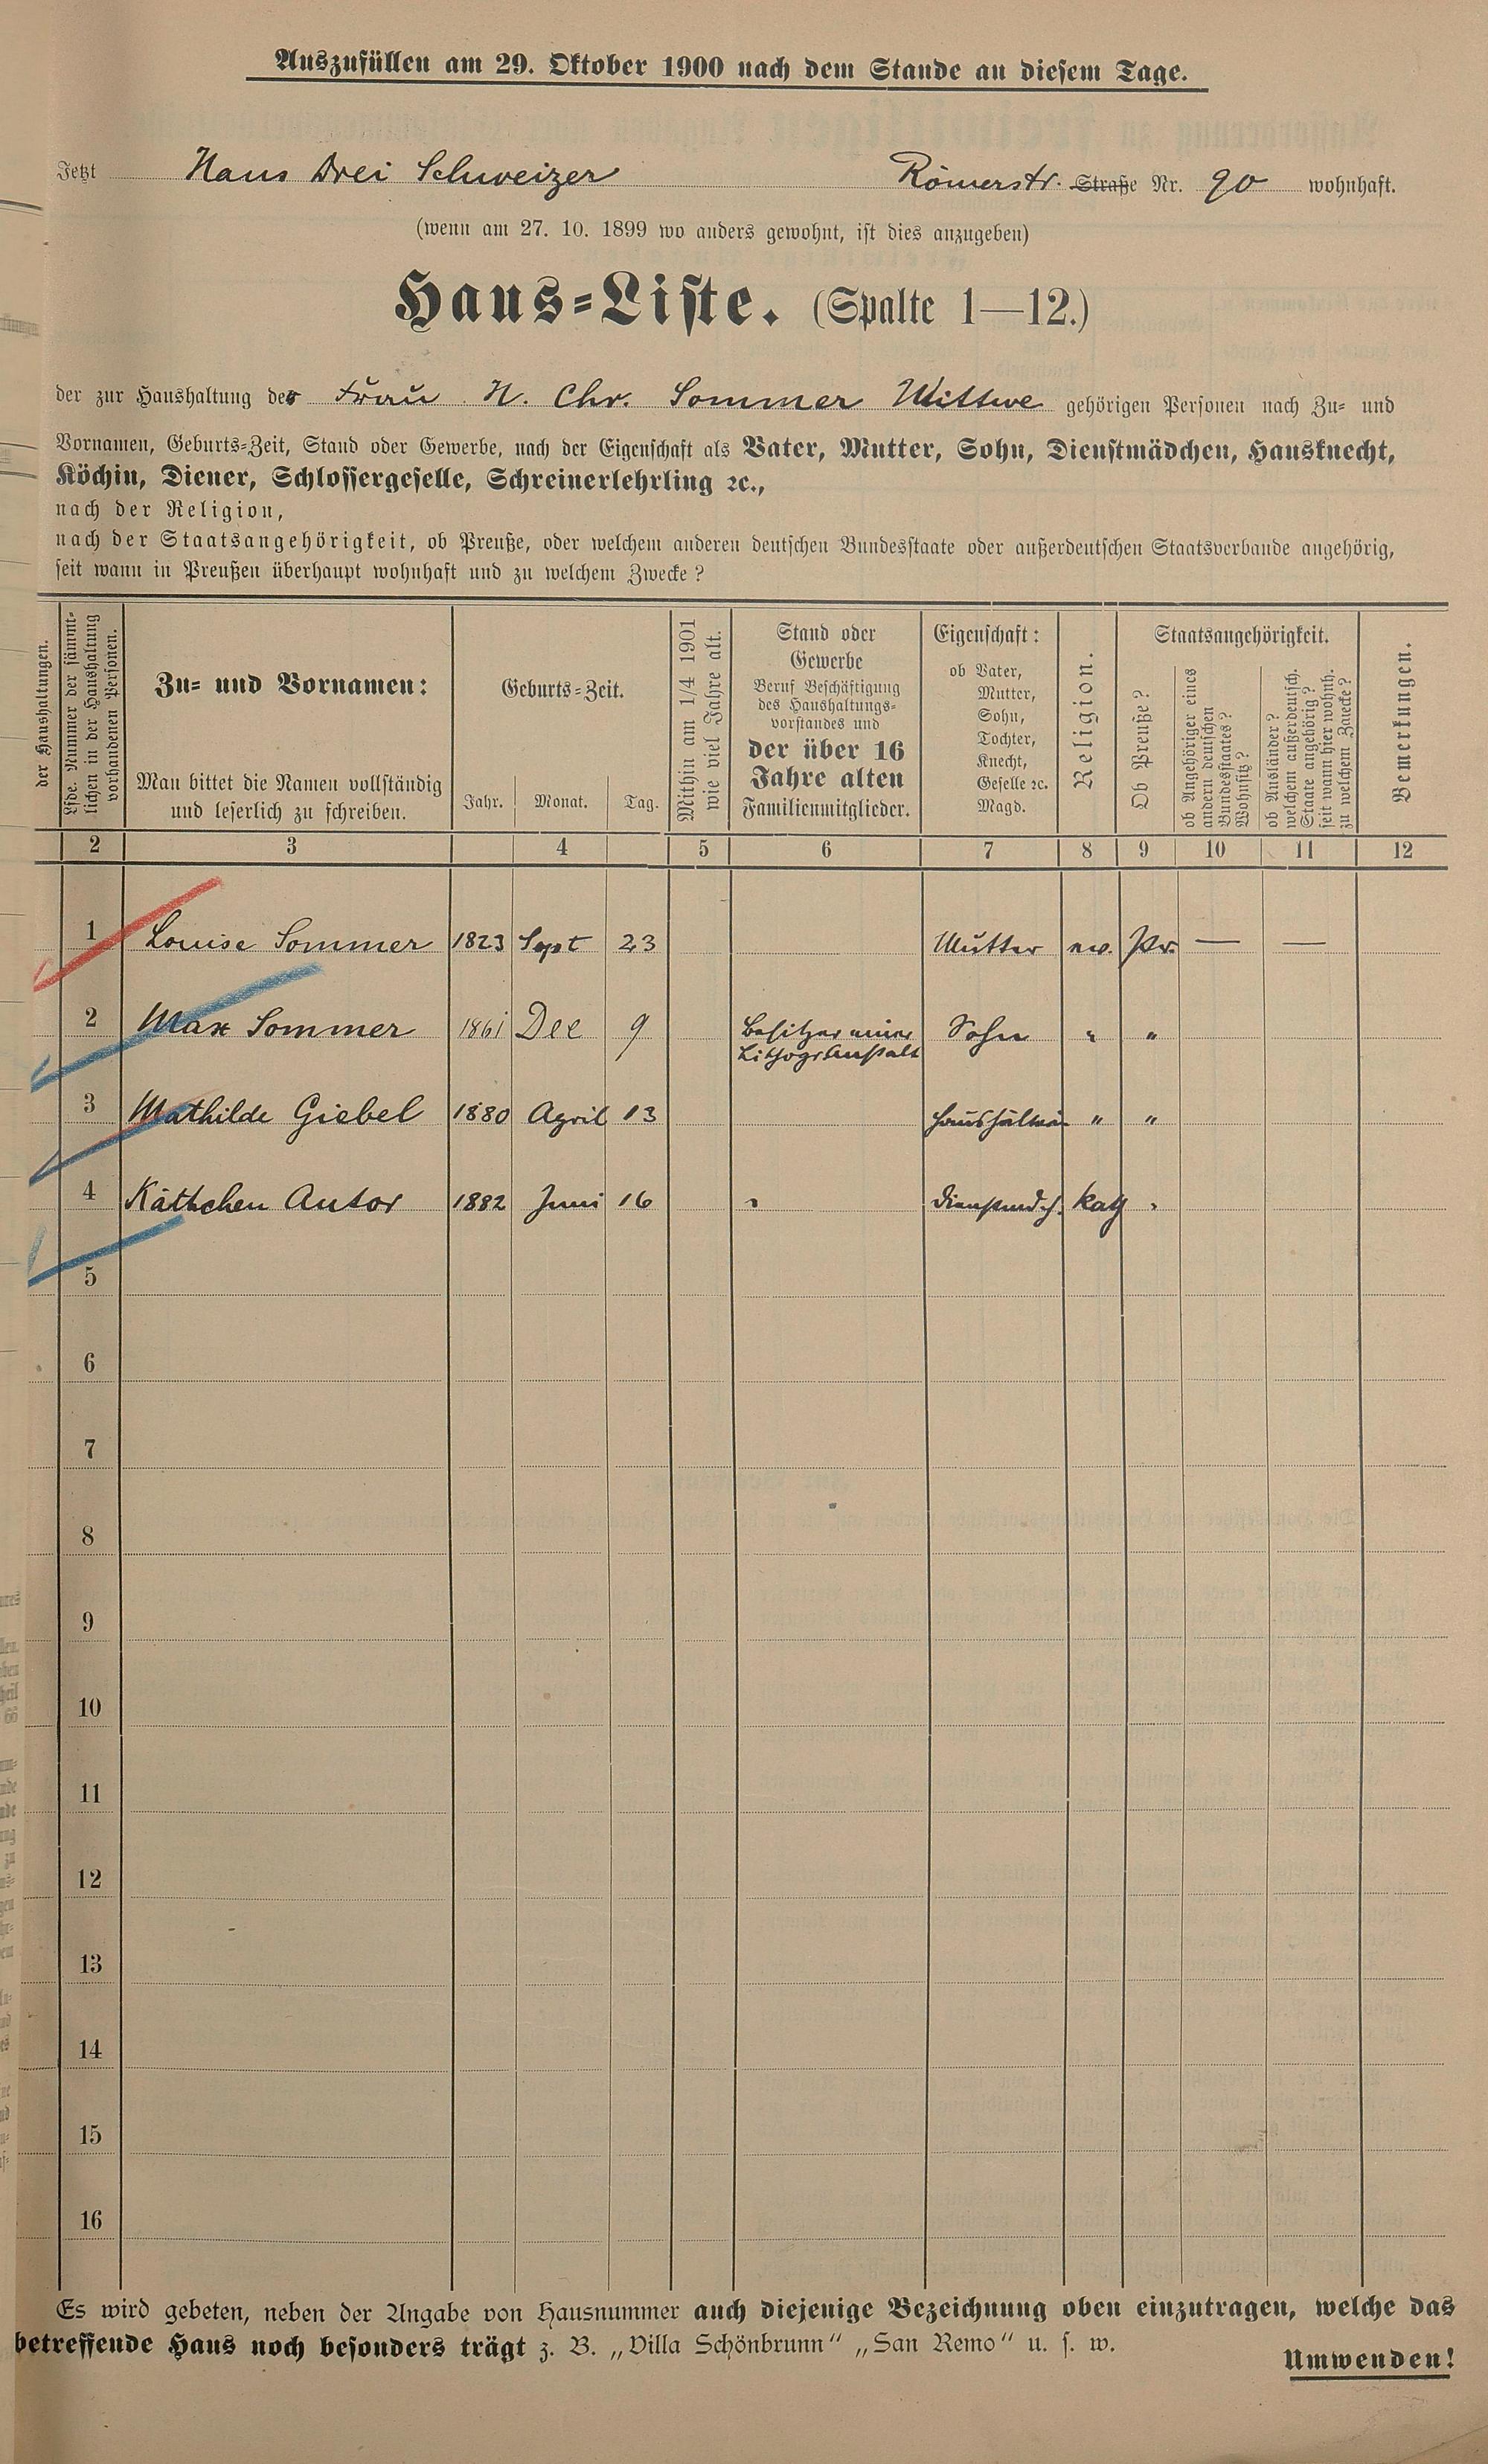 Auszufüllen am 29. Oktober 1900 nach dem Stande an diesem Tage.
Jetzt Haus Drei Schweizer Römerstr. Straße Nr. 90 wohnhaft.
(wenn am 27. 10. 1899 wo anders gewohnt, ist dies anzugeben)
Haus=Liste. (Spalte 1—12.)
der zur Haushaltung der Frau N. Chr. Sommer Wittwe gehörigen Personen nach Zu= und
Vornamen, Geburts=Zeit, Stand oder Gewerbe, nach der Eigenschaft als Vater, Mutter, Sohn, Dienstmädchen, Hausknecht,
Köchin, Diener, Schlossergeselle, Schreinerlehrling ꝛc.,
nach der Religion,
nach der Staatsangehörigkeit, ob Preuße, oder welchem anderen deutschen Bundesstaate oder außerdeutschen Staatsverbande angehörig,
seit wann in Preußen überhaupt wohnhaft und zu welchem Zwecke?
der Haushaltungen.
Lfde. Nummer der sämmt=
lichen in der Haushaltung
vorhandenen Personen.
Zu= und Vornamen:
Man bittet die Namen vollständig
und leserlich zu schreiben.
Geburts=Zeit.
Jahr. Monat. Tag.
Mithin am 1/4 1901
wie viel Jahre alt.
Stand oder
Gewerbe
Beruf Beschäftigung
des Haushaltungs=
vorstandes und
der über 16
Jahre alten
Familienmitglieder.
Eigenschaft:
ob Vater,
Mutter,
Sohn,
Tochter,
Knecht,
Geselle ꝛc.
Magd.
Religion.
Staatsangehörigkeit.
Ob Preuße?
ob Angehöriger eines
andern deutschen
Bundesstaates?
Wohnsitz?
ob Ausländer?
welchem außerdeutsch.
Staate angehörig?
seit wann hier wohnh.
zu welchem Zwecke?
Bemerkungen.
2 3 4 5 6 7 8 9 10 11 12
1 Louise Sommer 1823 Sept 23 Mutter ev. Pr. — —
2 Max Sommer 1861 Dec 9 Besitzer einer Sohn " "
Lithogr Anstalt
3 Mathilde Giebel 1880 April 13 Haushälterin " "
4 Käthchen Autor 1882 Juni 16 " Dienstmdch. kath "
5
6
7
8
9
10
11
12
13
14
15
16
Es wird gebeten, neben der Angabe von Hausnummer auch diejenige Bezeichnung oben einzutragen, welche das
betreffende Haus noch besonders trägt z. B. „Villa Schönbrunn“ „San Remo“ u. s. w.
Umwenden!